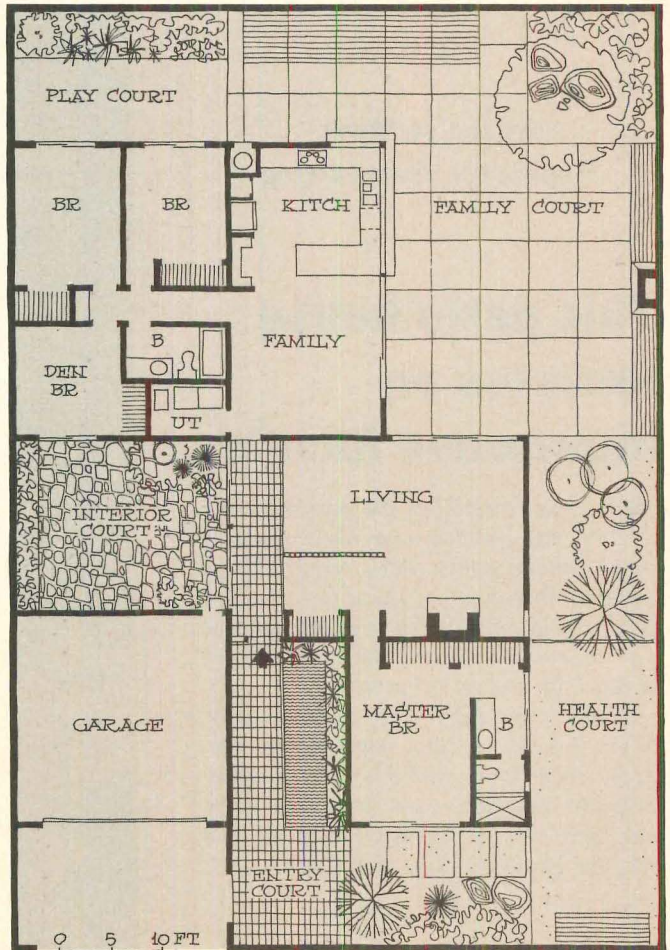 PLAY COURT
BR
BR
KITCH
FAMILY COURT
B
FAMILY
DEN
BR
UT
LIVING
INTERIOR
COURT
GARAGE
MASTER
BR
B
HEALTH
COURT
ENTRY
COURT
0 5 10 FT